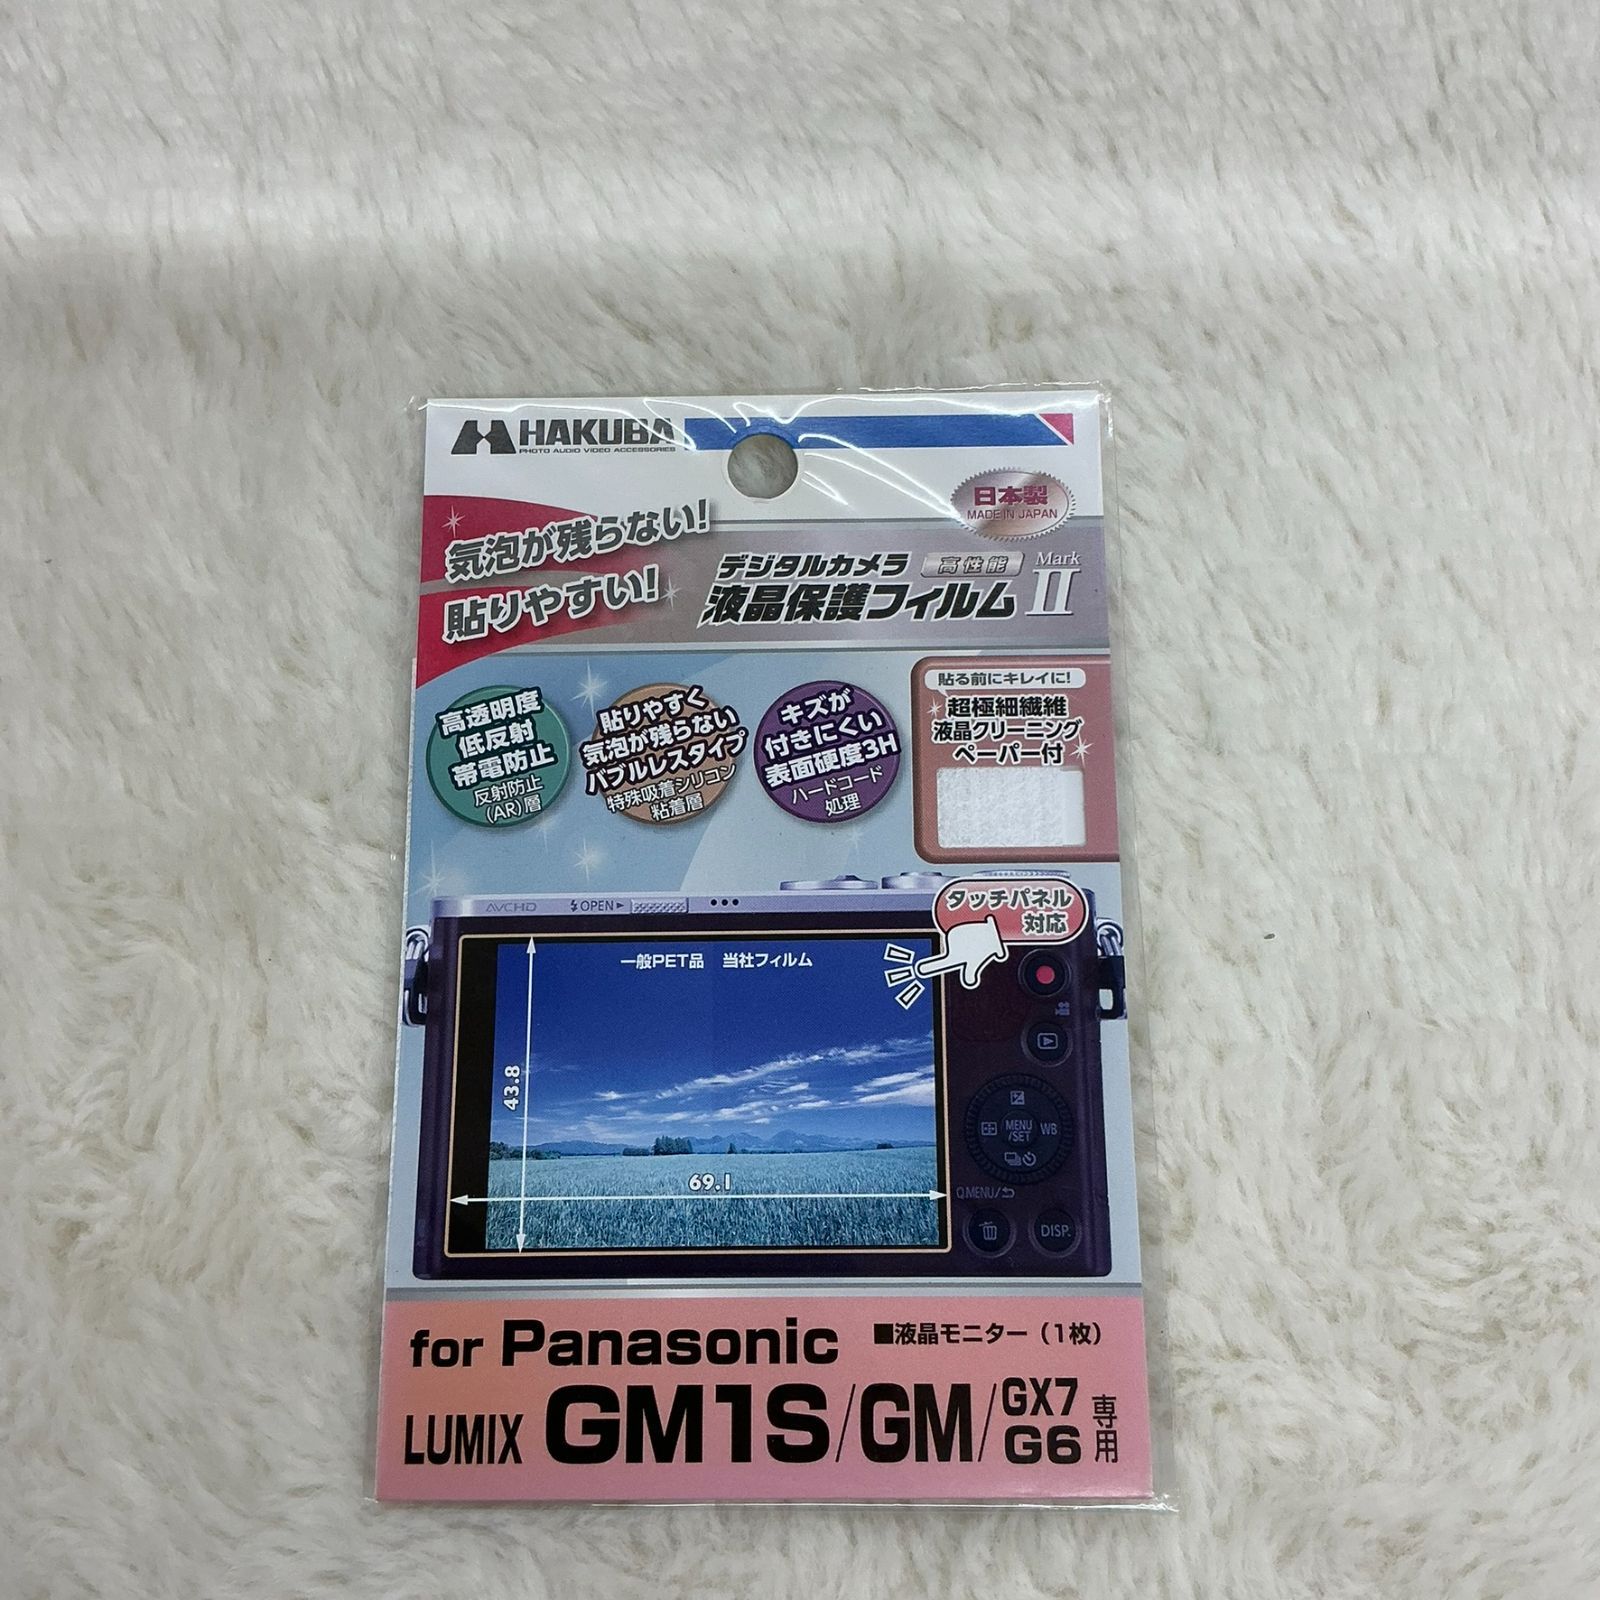 HAKUBA
PHOTO AUDIO VIDEO ACCESSORIES
日本製
MADE IN JAPAN
気泡が残らない!
貼りやすい!
デジタルカメラ 高性能
液晶保護フィルム Mark II
高透明度
低反射
帯電防止
反射防止
(AR)層
貼りやすく
気泡が残らない
バブルレスタイプ
特殊吸着シリコン
粘着層
キズが
付きにくい
表面硬度3H
ハードコード
処理
貼る前にキレイに!
超極細繊維
液晶クリーニング
ペーパー付
AVCHD OPEN
タッチパネル
対応
一般PET品 当社フィルム
43.8
69.1
MENU
/SET
WB
Q.MENU/
DISP.
for Panasonic ■液晶モニター（1枚）
LUMIX GM1S/GM/GX7
G6
専用